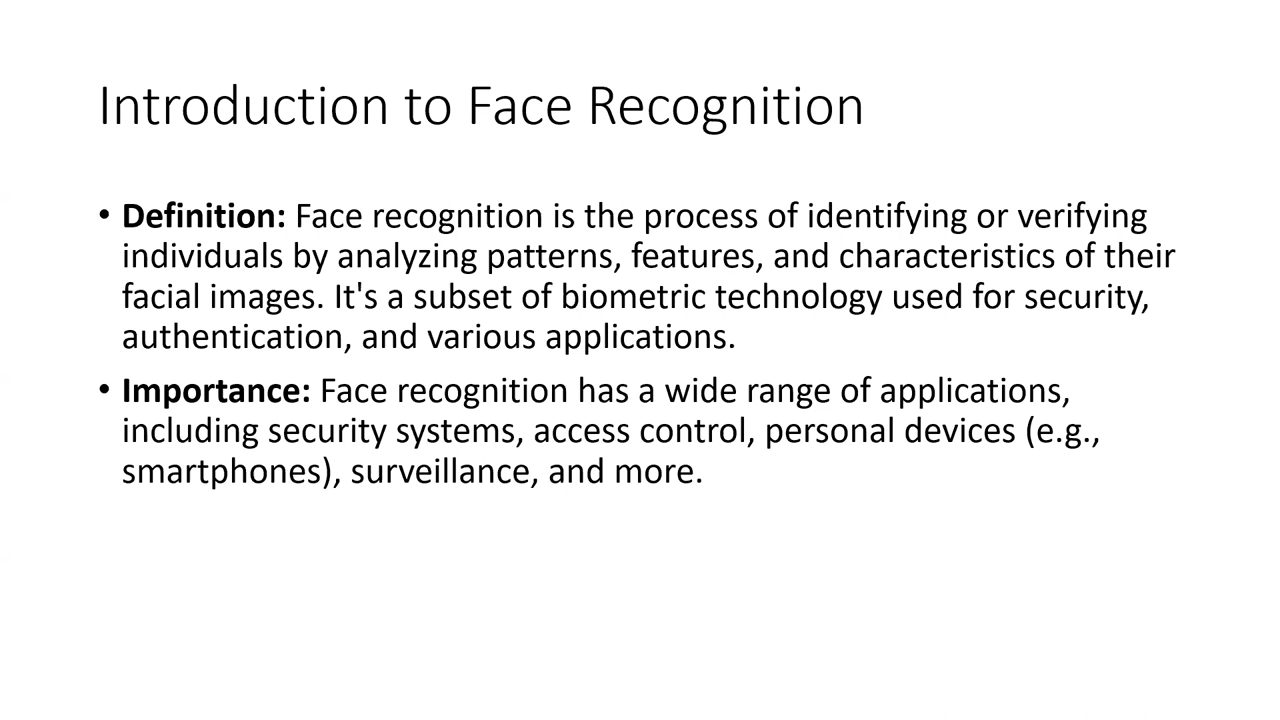 Introduction to Face Recognition
• Definition: Face recognition is the process of identifying or verifying
individuals by analyzing patterns, features, and characteristics of their
facial images. It's a subset of biometric technology used for security,
authentication, and various applications.
• Importance: Face recognition has a wide range of applications,
including security systems, access control, personal devices (e.g.,
smartphones), surveillance, and more.